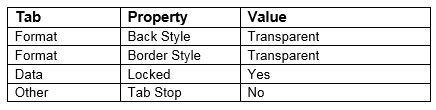 Tab Property Value
Format Back Style Transparent
Format Border Style Transparent
Data Locked Yes
Other Tab Stop No